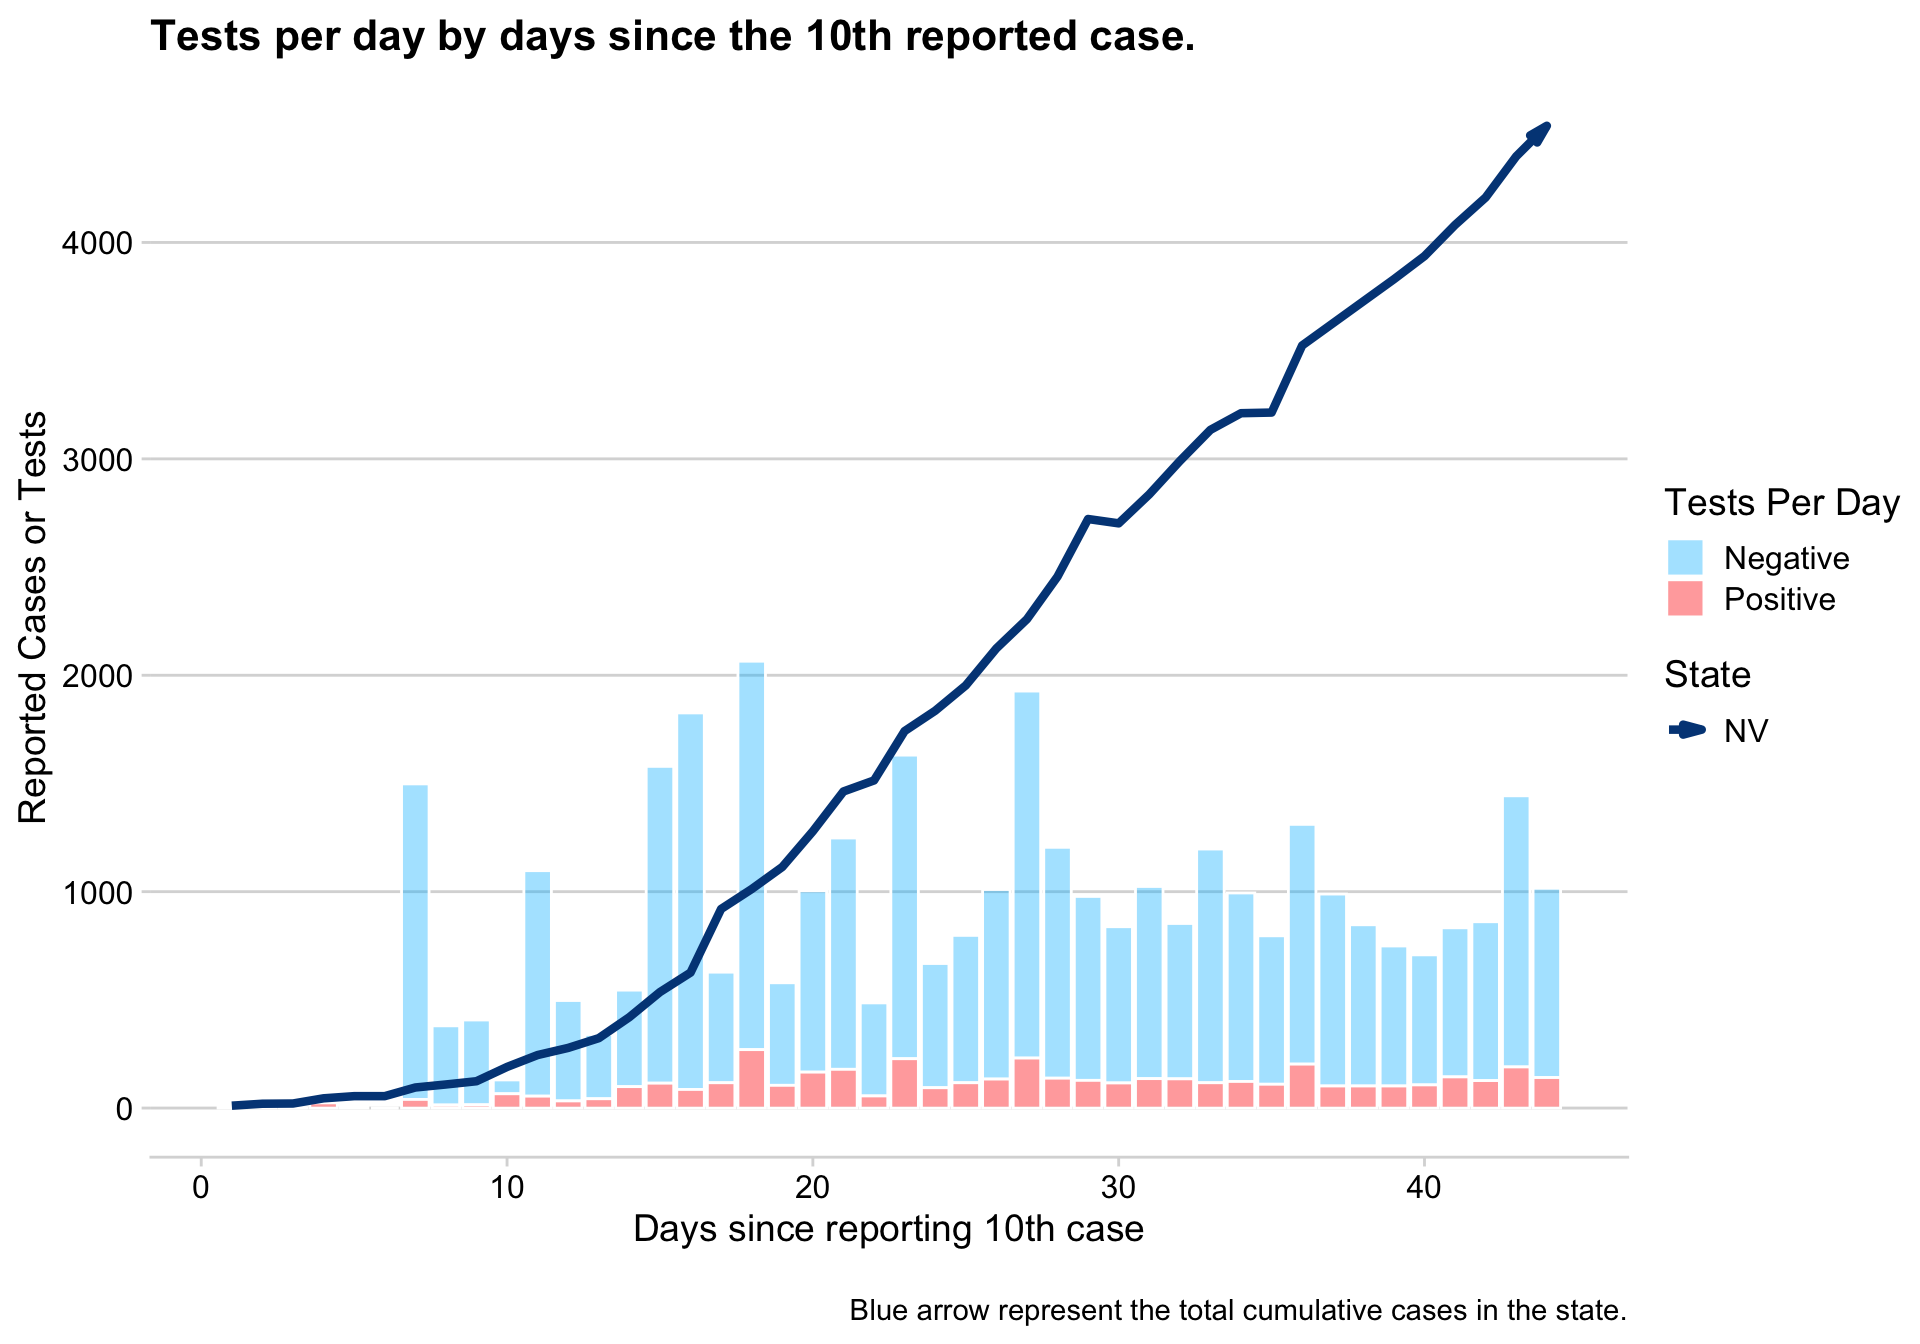 Tests per day by days since the 10th reported case.
Reported Cases or Tests
4000
3000
2000
1000
0
0 10 20 30 40
Days since reporting 10th case
Tests Per Day
Negative
Positive
State
NV
Blue arrow represent the total cumulative cases in the state.